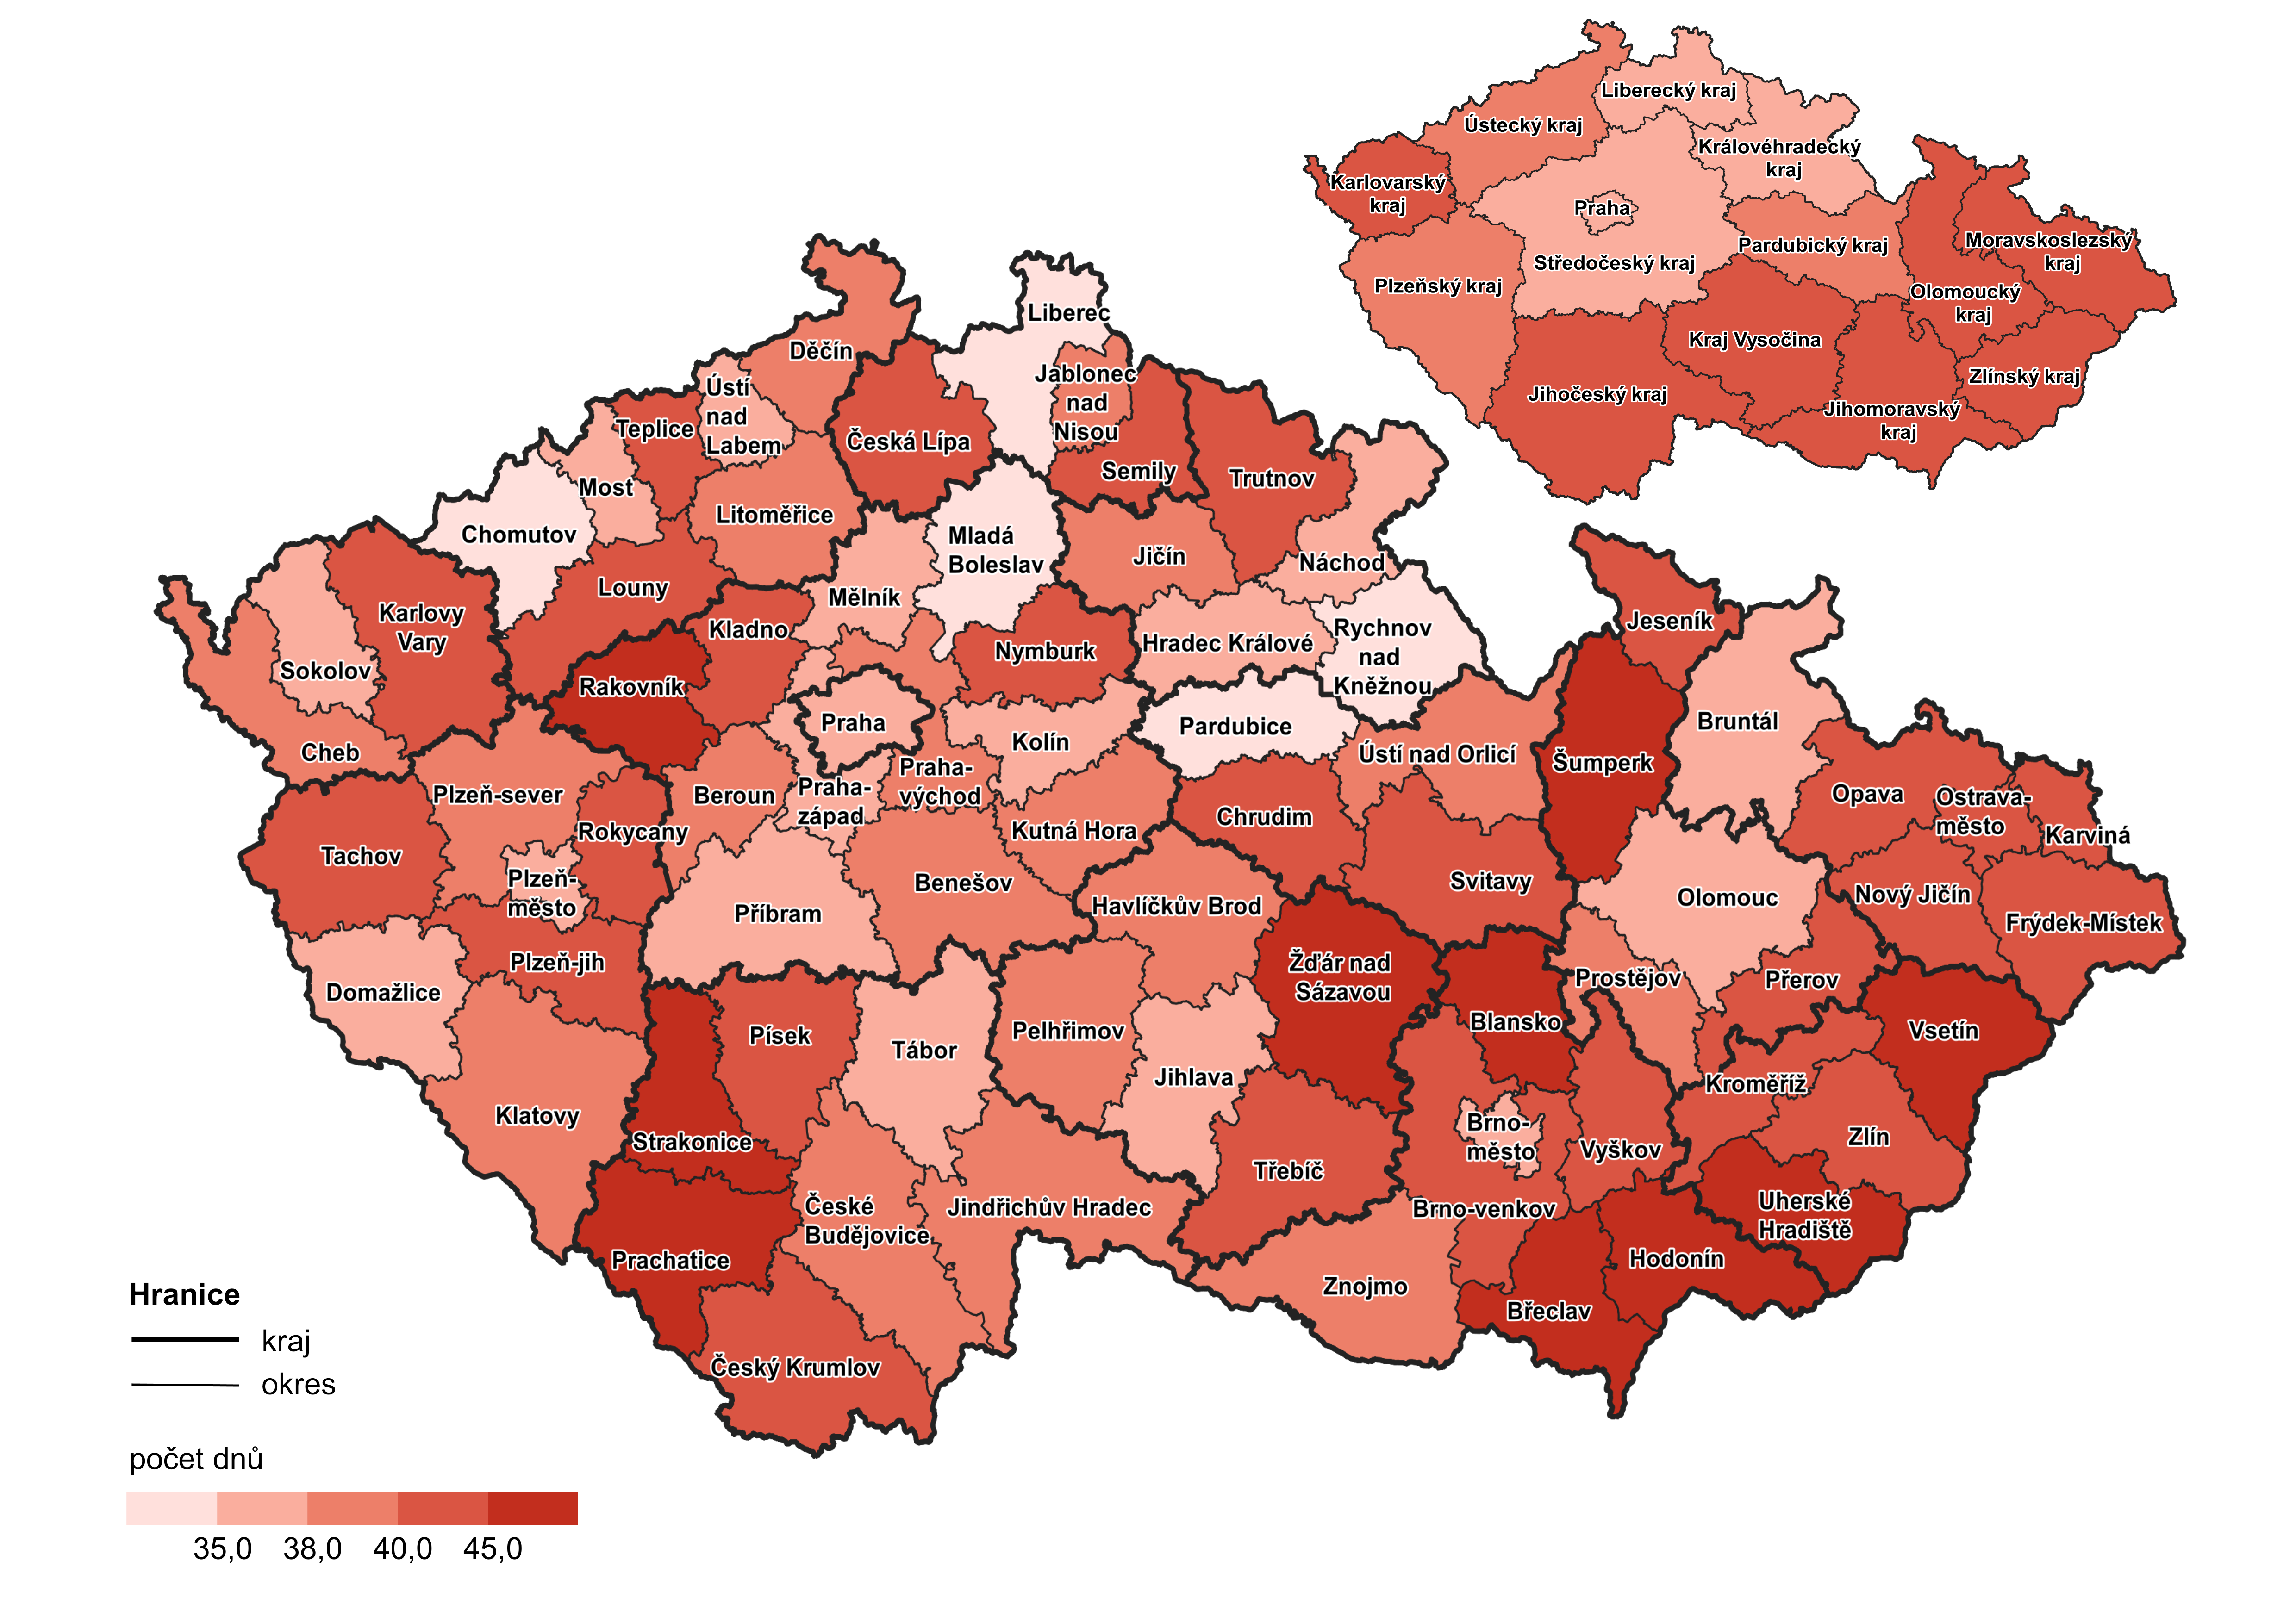 Liberecký kraj
Ústecký kraj
Královéhradecký
kraj
Karlovarský
kraj
Praha
Pardubický kraj
Moravskoslezský
kraj
Středočeský kraj
Plzeňský kraj
Olomoucký
kraj
Kraj Vysočina
Zlínský kraj
Jihočeský kraj
Jihomoravský
kraj
Liberec
Děčín
Jablonec
nad
Nisou
Ústí
nad
Labem
Teplice
Česká Lípa
Semily
Trutnov
Most
Litoměřice
Chomutov
Mladá
Boleslav
Jičín
Náchod
Louny
Mělník
Karlovy
Vary
Kladno
Jeseník
Rychnov
nad
Kněžnou
Hradec Králové
Nymburk
Sokolov
Rakovník
Praha
Pardubice
Bruntál
Kolín
Cheb
Ústí nad Orlicí
Šumperk
Praha-
východ
Plzeň-sever
Beroun
Praha-
západ
Opava
Ostrava-
město
Chrudim
Kutná Hora
Rokycany
Karviná
Tachov
Plzeň-
město
Benešov
Svitavy
Olomouc
Nový Jičín
Havlíčkův Brod
Příbram
Frýdek-Místek
Plzeň-jih
Žďár nad
Sázavou
Prostějov
Přerov
Domažlice
Blansko
Pelhřimov
Vsetín
Písek
Tábor
Jihlava
Kroměříž
Klatovy
Brno-
město
Strakonice
Vyškov
Zlín
Třebíč
České
Budějovice
Jindřichův Hradec
Brno-venkov
Uherské
Hradiště
Prachatice
Hodonín
Znojmo
Břeclav
Český Krumlov
Hranice
kraj
okres
počet dnů
35,0 38,0 40,0 45,0